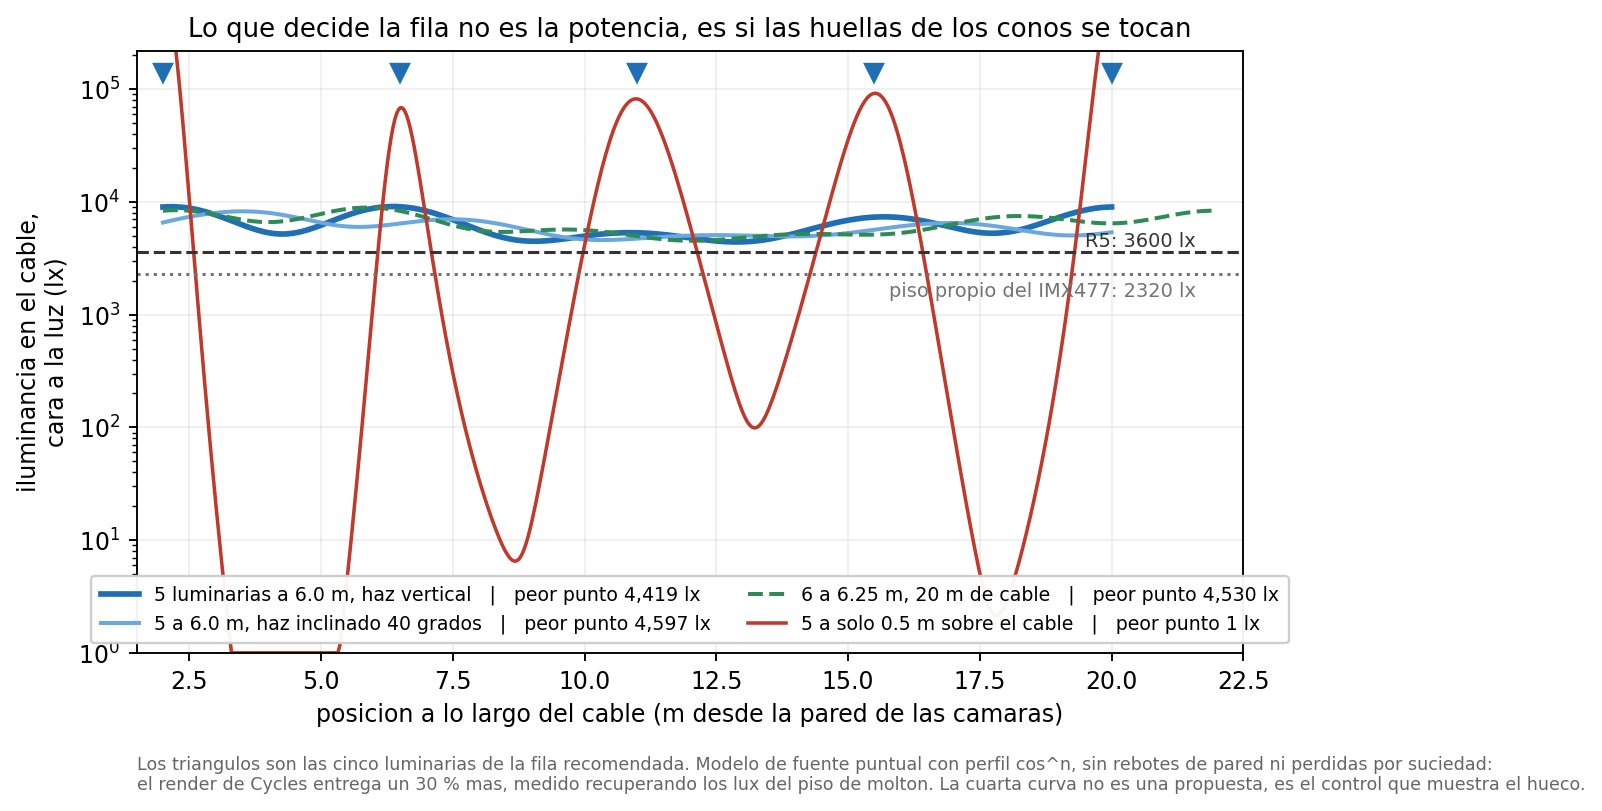 Lo que decide la fila no es la potencia, es si las huellas de los conos se tocan
iluminancia en el cable,
cara a la luz (lx)
10^5
10^4
10^3
10^2
10^1
10^0
R5: 3600 lx
piso propio del IMX477: 2320 lx
5 luminarias a 6.0 m, haz vertical | peor punto 4,419 lx
5 a 6.0 m, haz inclinado 40 grados | peor punto 4,597 lx
6 a 6.25 m, 20 m de cable | peor punto 4,530 lx
5 a solo 0.5 m sobre el cable | peor punto 1 lx
2.5 5.0 7.5 10.0 12.5 15.0 17.5 20.0 22.5
posicion a lo largo del cable (m desde la pared de las camaras)
Los triangulos son las cinco luminarias de la fila recomendada. Modelo de fuente puntual con perfil cos^n, sin rebotes de pared ni perdidas por suciedad:
el render de Cycles entrega un 30 % mas, medido recuperando los lux del piso de molton. La cuarta curva no es una propuesta, es el control que muestra el hueco.